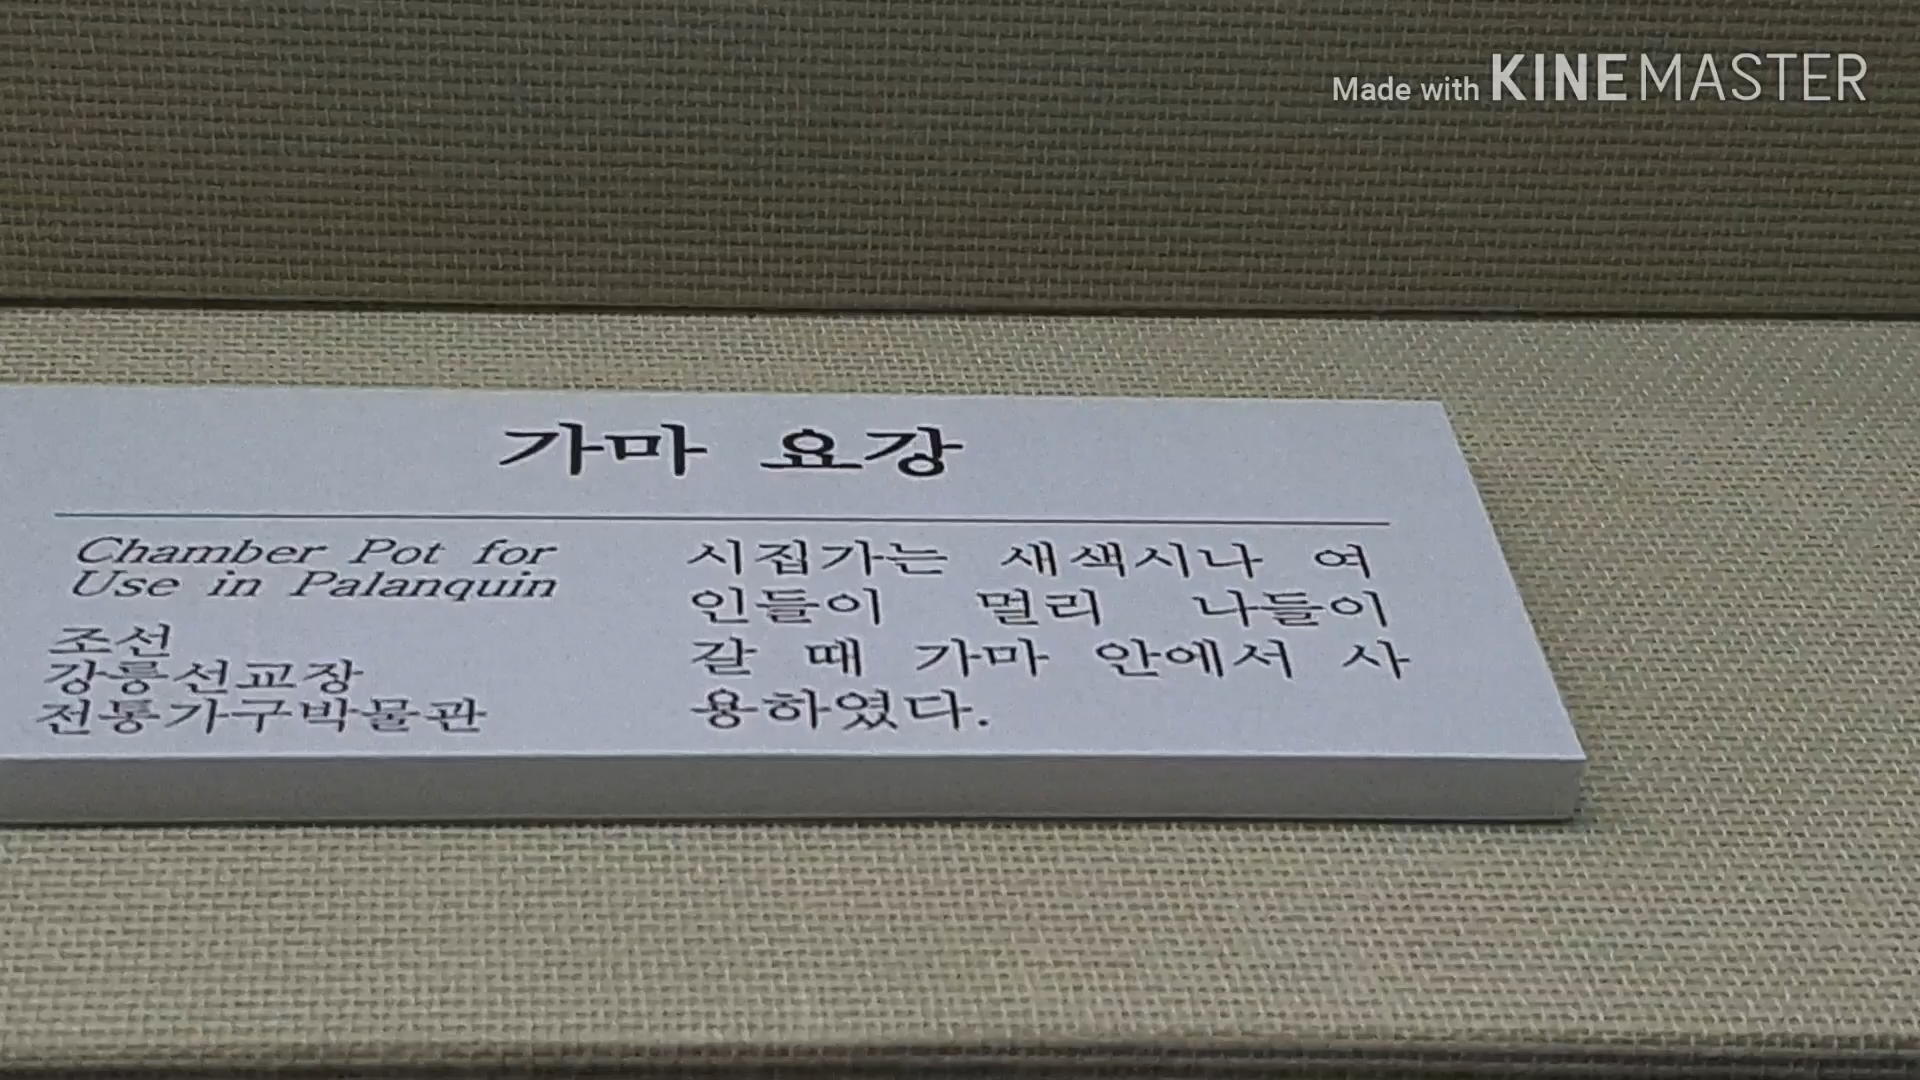 Made with KINEMASTER
가마 요강
Chamber Pot for
Use in Palanquin
조선
강릉선교장
전통가구박물관
시집가는 새색시나 여
인들이 멀리 나들이
갈 때 가마 안에서 사
용하였다.